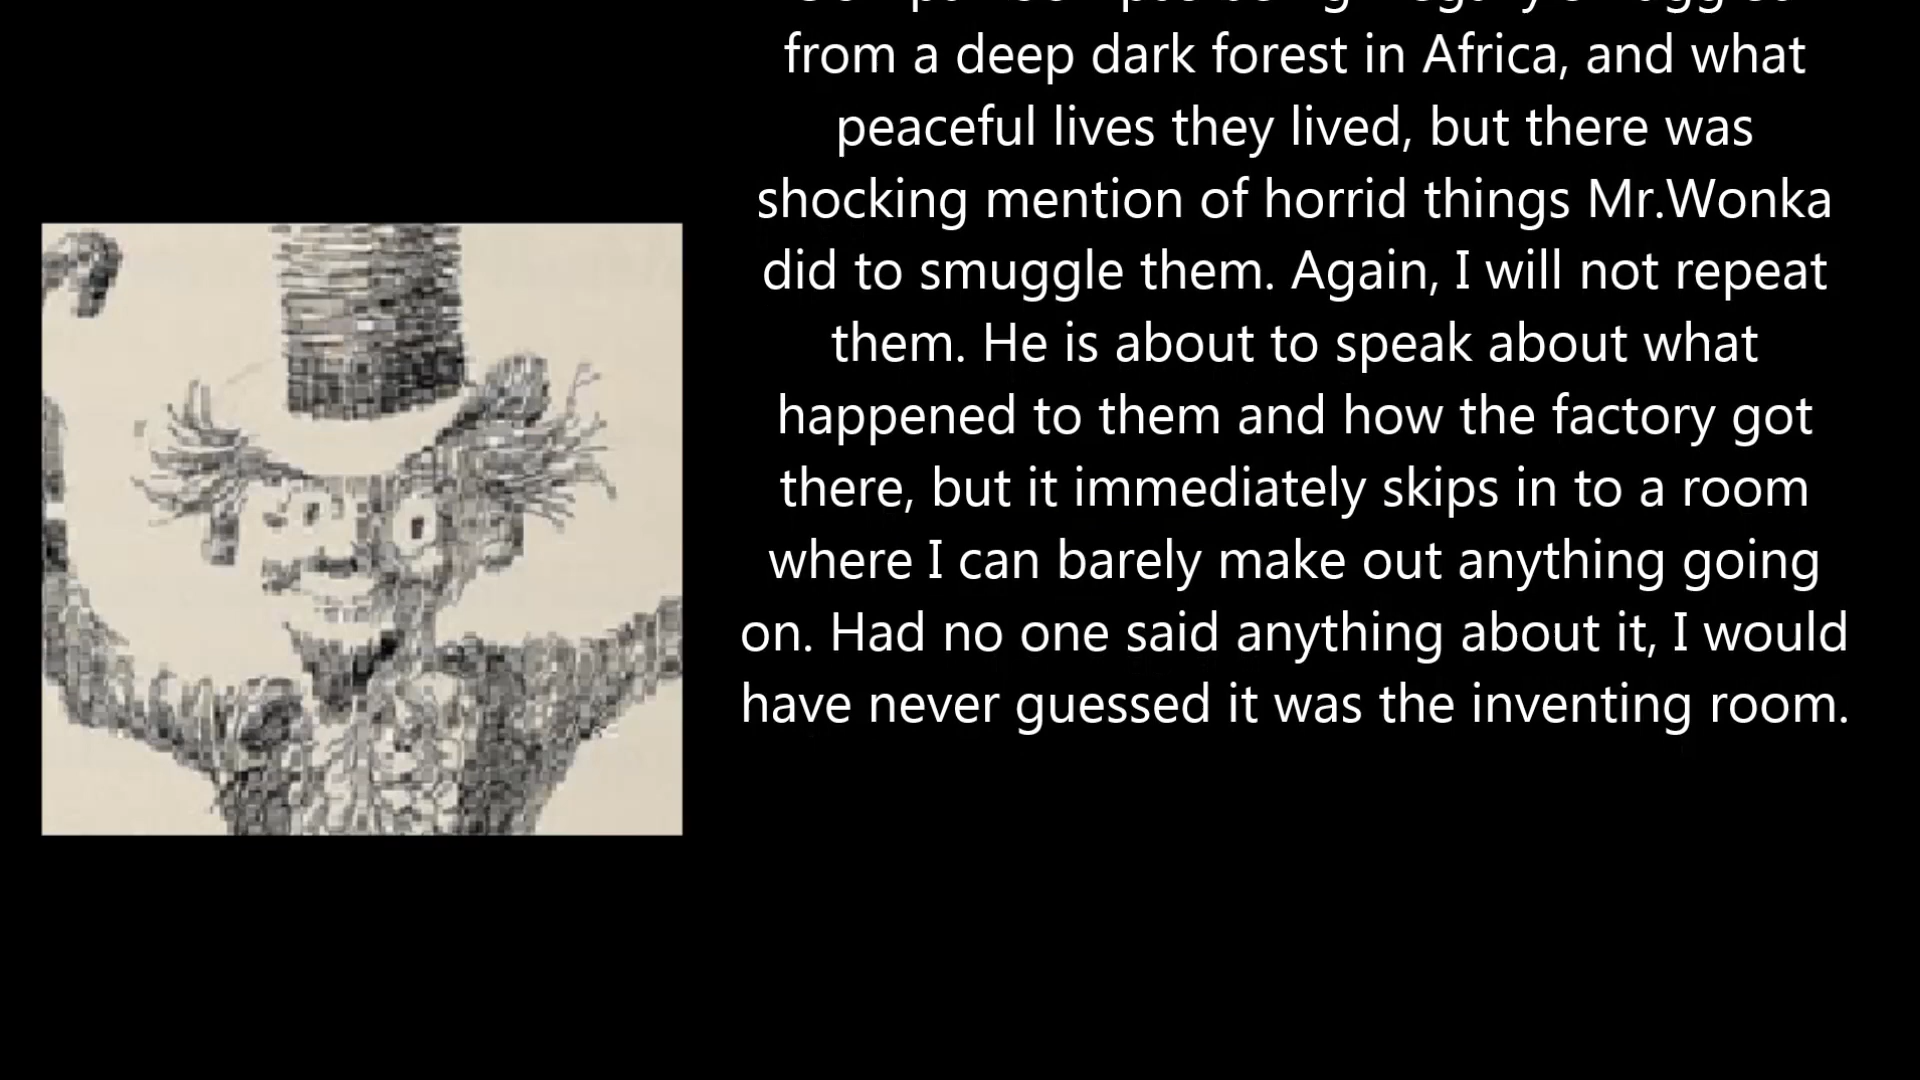 from a deep dark forest in Africa, and what
peaceful lives they lived, but there was
shocking mention of horrid things Mr.Wonka
did to smuggle them. Again, I will not repeat
them. He is about to speak about what
happened to them and how the factory got
there, but it immediately skips in to a room
where I can barely make out anything going
on. Had no one said anything about it, I would
have never guessed it was the inventing room.